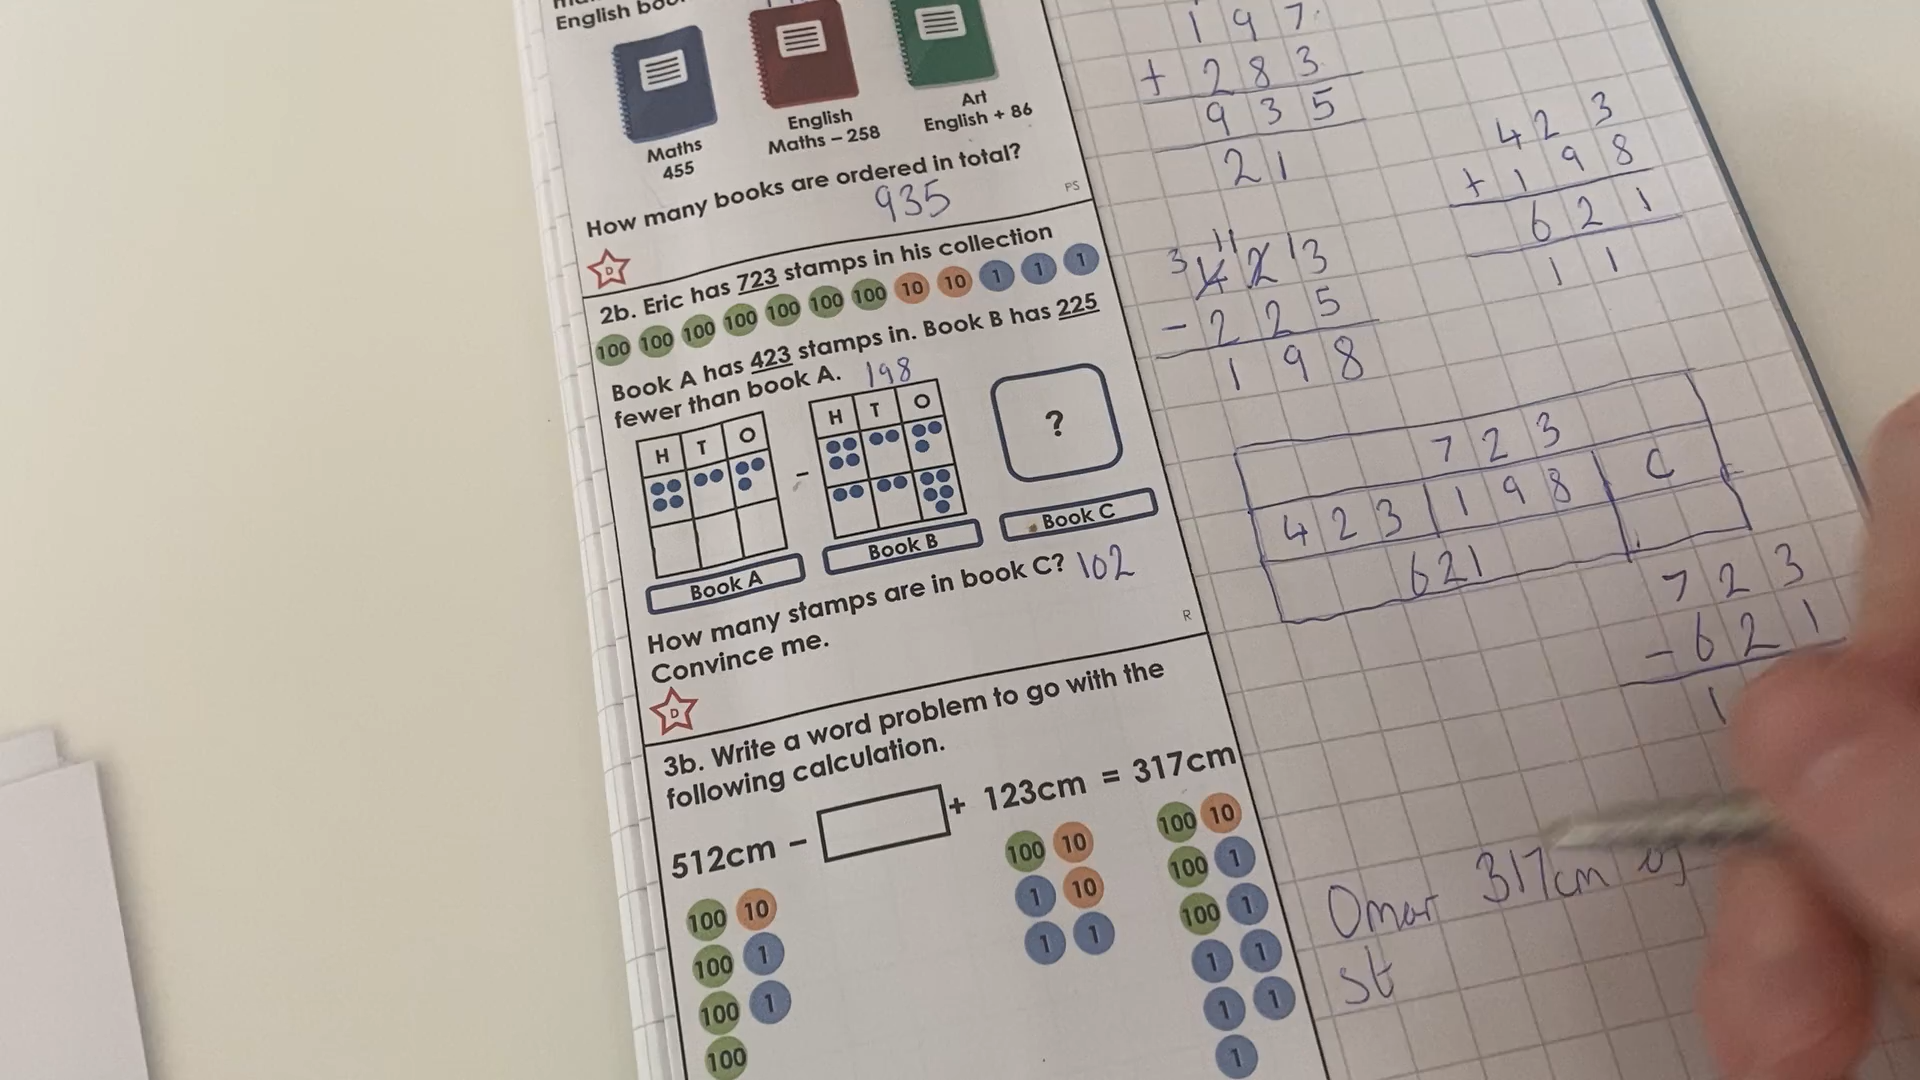 English
Maths
455
English
Maths – 258
Art
English + 86
How many books are ordered in total?
935
PS
D
2b. Eric has 723 stamps in his collection
100 100 100 100 100 100 100 10 10 1 1 1
Book A has 423 stamps in. Book B has 225
fewer than book A. 198
H T O
–
H T O
?
Book A
Book B
Book C
How many stamps are in book C? 102
Convince me.
R
D
3b. Write a word problem to go with the
following calculation.
512cm – + 123cm = 317cm
100 10
100 1
100 1
100
100 10
1 10
1 1
100 10
100 1
100 1
1 1
1 1
1
1 9 7
+ 2 8 3
9 3 5
2 1
4 2 3
+ 1 9 8
6 2 1
1 1
3 11 1
4 2 3
– 2 2 5
1 9 8
7 2 3
4 2 3 1 9 8 C
621
7 2 3
– 6 2 1
1
Omar 317cm of
st